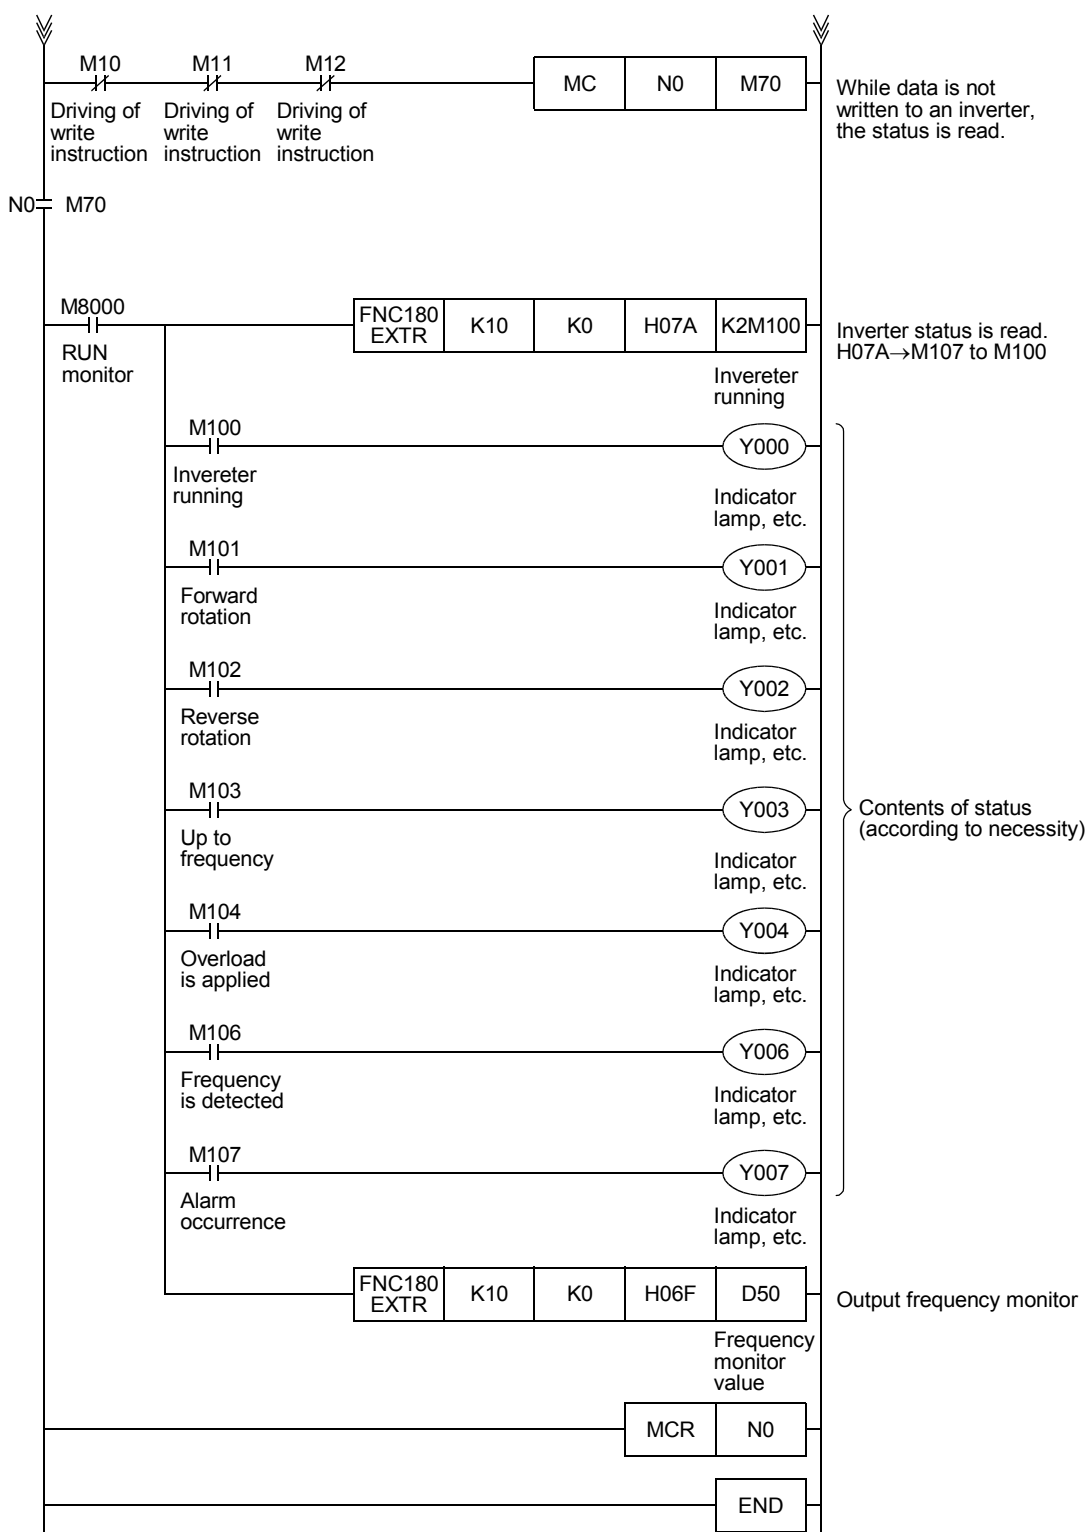 M10 M11 M12
MC N0 M70
Driving of write instruction
Driving of write instruction
Driving of write instruction
While data is not
written to an inverter,
the status is read.
N0 M70
M8000
RUN
monitor
FNC180
EXTR
K10 K0 H07A K2M100
Inverter status is read.
H07A→M107 to M100
Invereter
running
M100
Y000
Invereter
running
Indicator
lamp, etc.
M101
Y001
Forward
rotation
Indicator
lamp, etc.
M102
Y002
Reverse
rotation
Indicator
lamp, etc.
M103
Y003
Up to
frequency
Indicator
lamp, etc.
Contents of status
(according to necessity)
M104
Y004
Overload
is applied
Indicator
lamp, etc.
M106
Y006
Frequency
is detected
Indicator
lamp, etc.
M107
Y007
Alarm
occurrence
Indicator
lamp, etc.
FNC180
EXTR
K10 K0 H06F D50
Output frequency monitor
Frequency
monitor
value
MCR N0
END